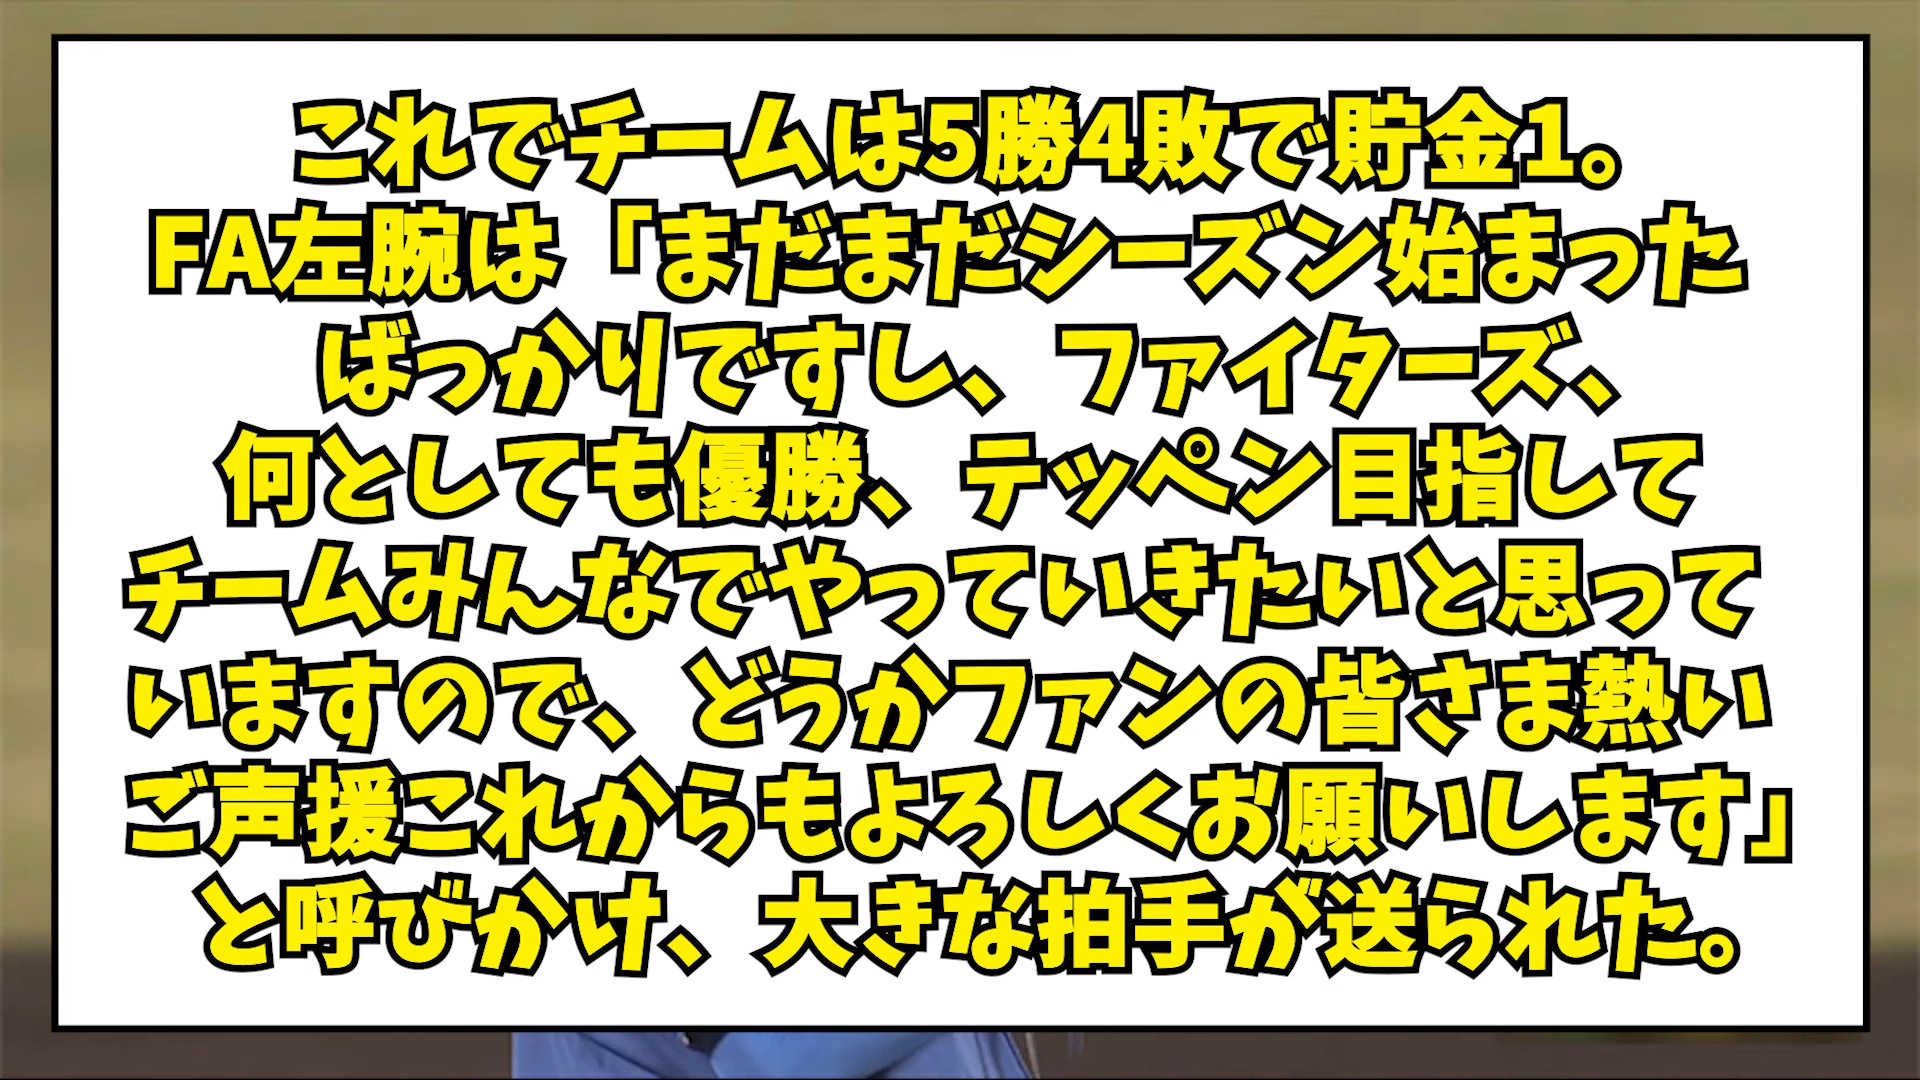 これでチームは5勝4敗で貯金1。
FA左腕は「まだまだシーズン始まった
ばっかりですし、ファイターズ、
何としても優勝、テッペン目指して
チームみんなでやっていきたいと思って
いますので、どうかファンの皆さま熱い
ご声援これからもよろしくお願いします」
と呼びかけ、大きな拍手が送られた。